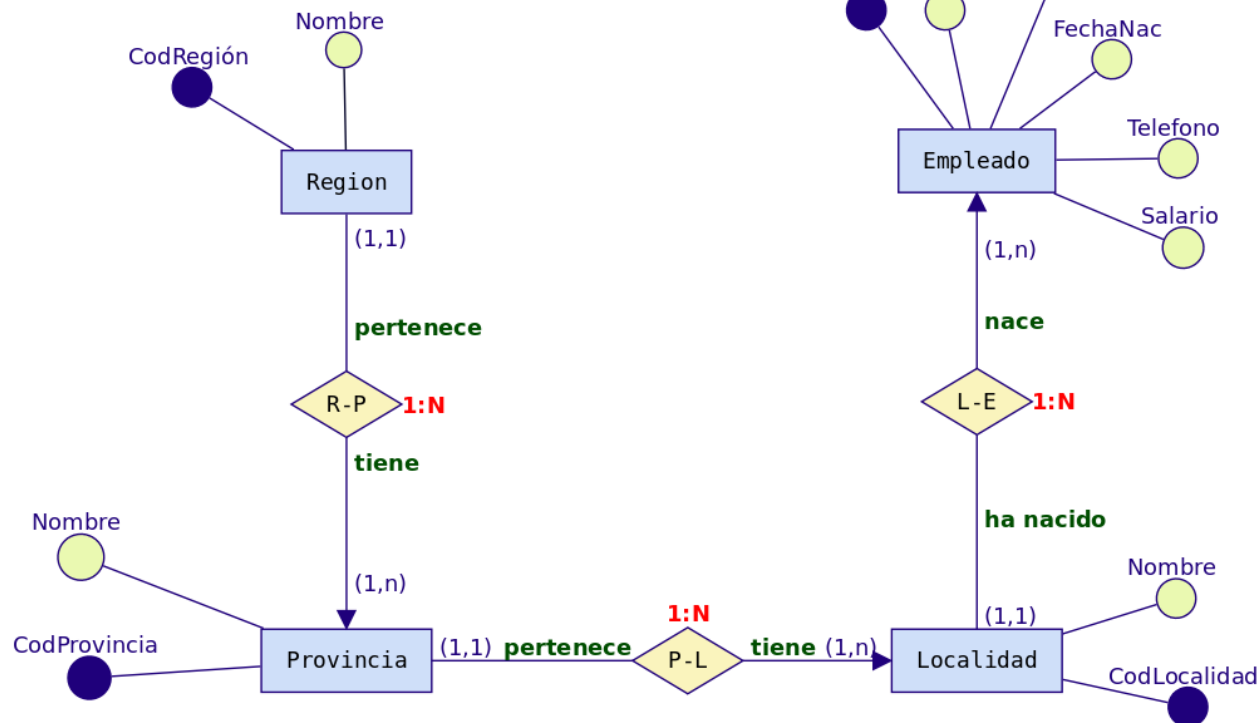 Nombre
CodRegión
FechaNac
Telefono
Region
Empleado
Salario
(1,1)
(1,n)
pertenece
nace
R-P
1:N
L-E
1:N
tiene
ha nacido
Nombre
(1,n)
Nombre
1:N
(1,1)
CodProvincia
Provincia
(1,1)
pertenece
P-L
tiene
(1,n)
Localidad
CodLocalidad